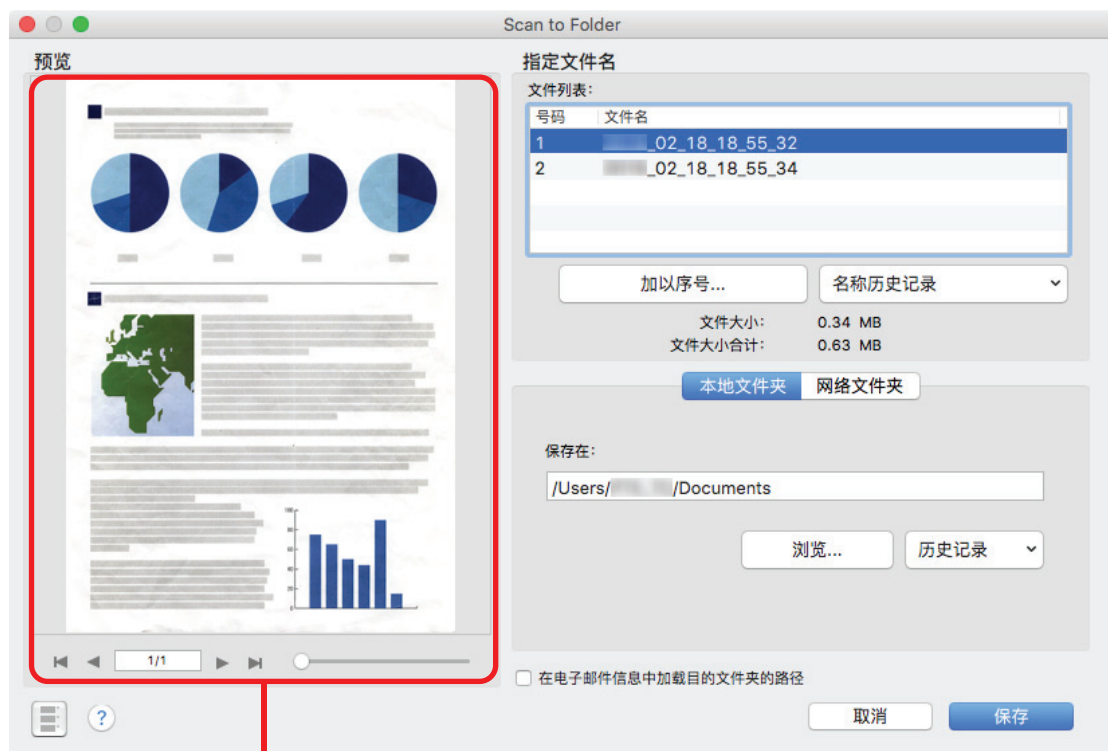 Scan to Folder
预览
指定文件名
文件列表:
号码 文件名
1 _02_18_18_55_32
2 _02_18_18_55_34
加以序号... 名称历史记录
文件大小: 0.34 MB
文件大小合计: 0.63 MB
本地文件夹 网络文件夹
保存在:
/Users/ /Documents
浏览... 历史记录
1/1
在电子邮件信息中加载目的文件夹的路径
?
取消 保存